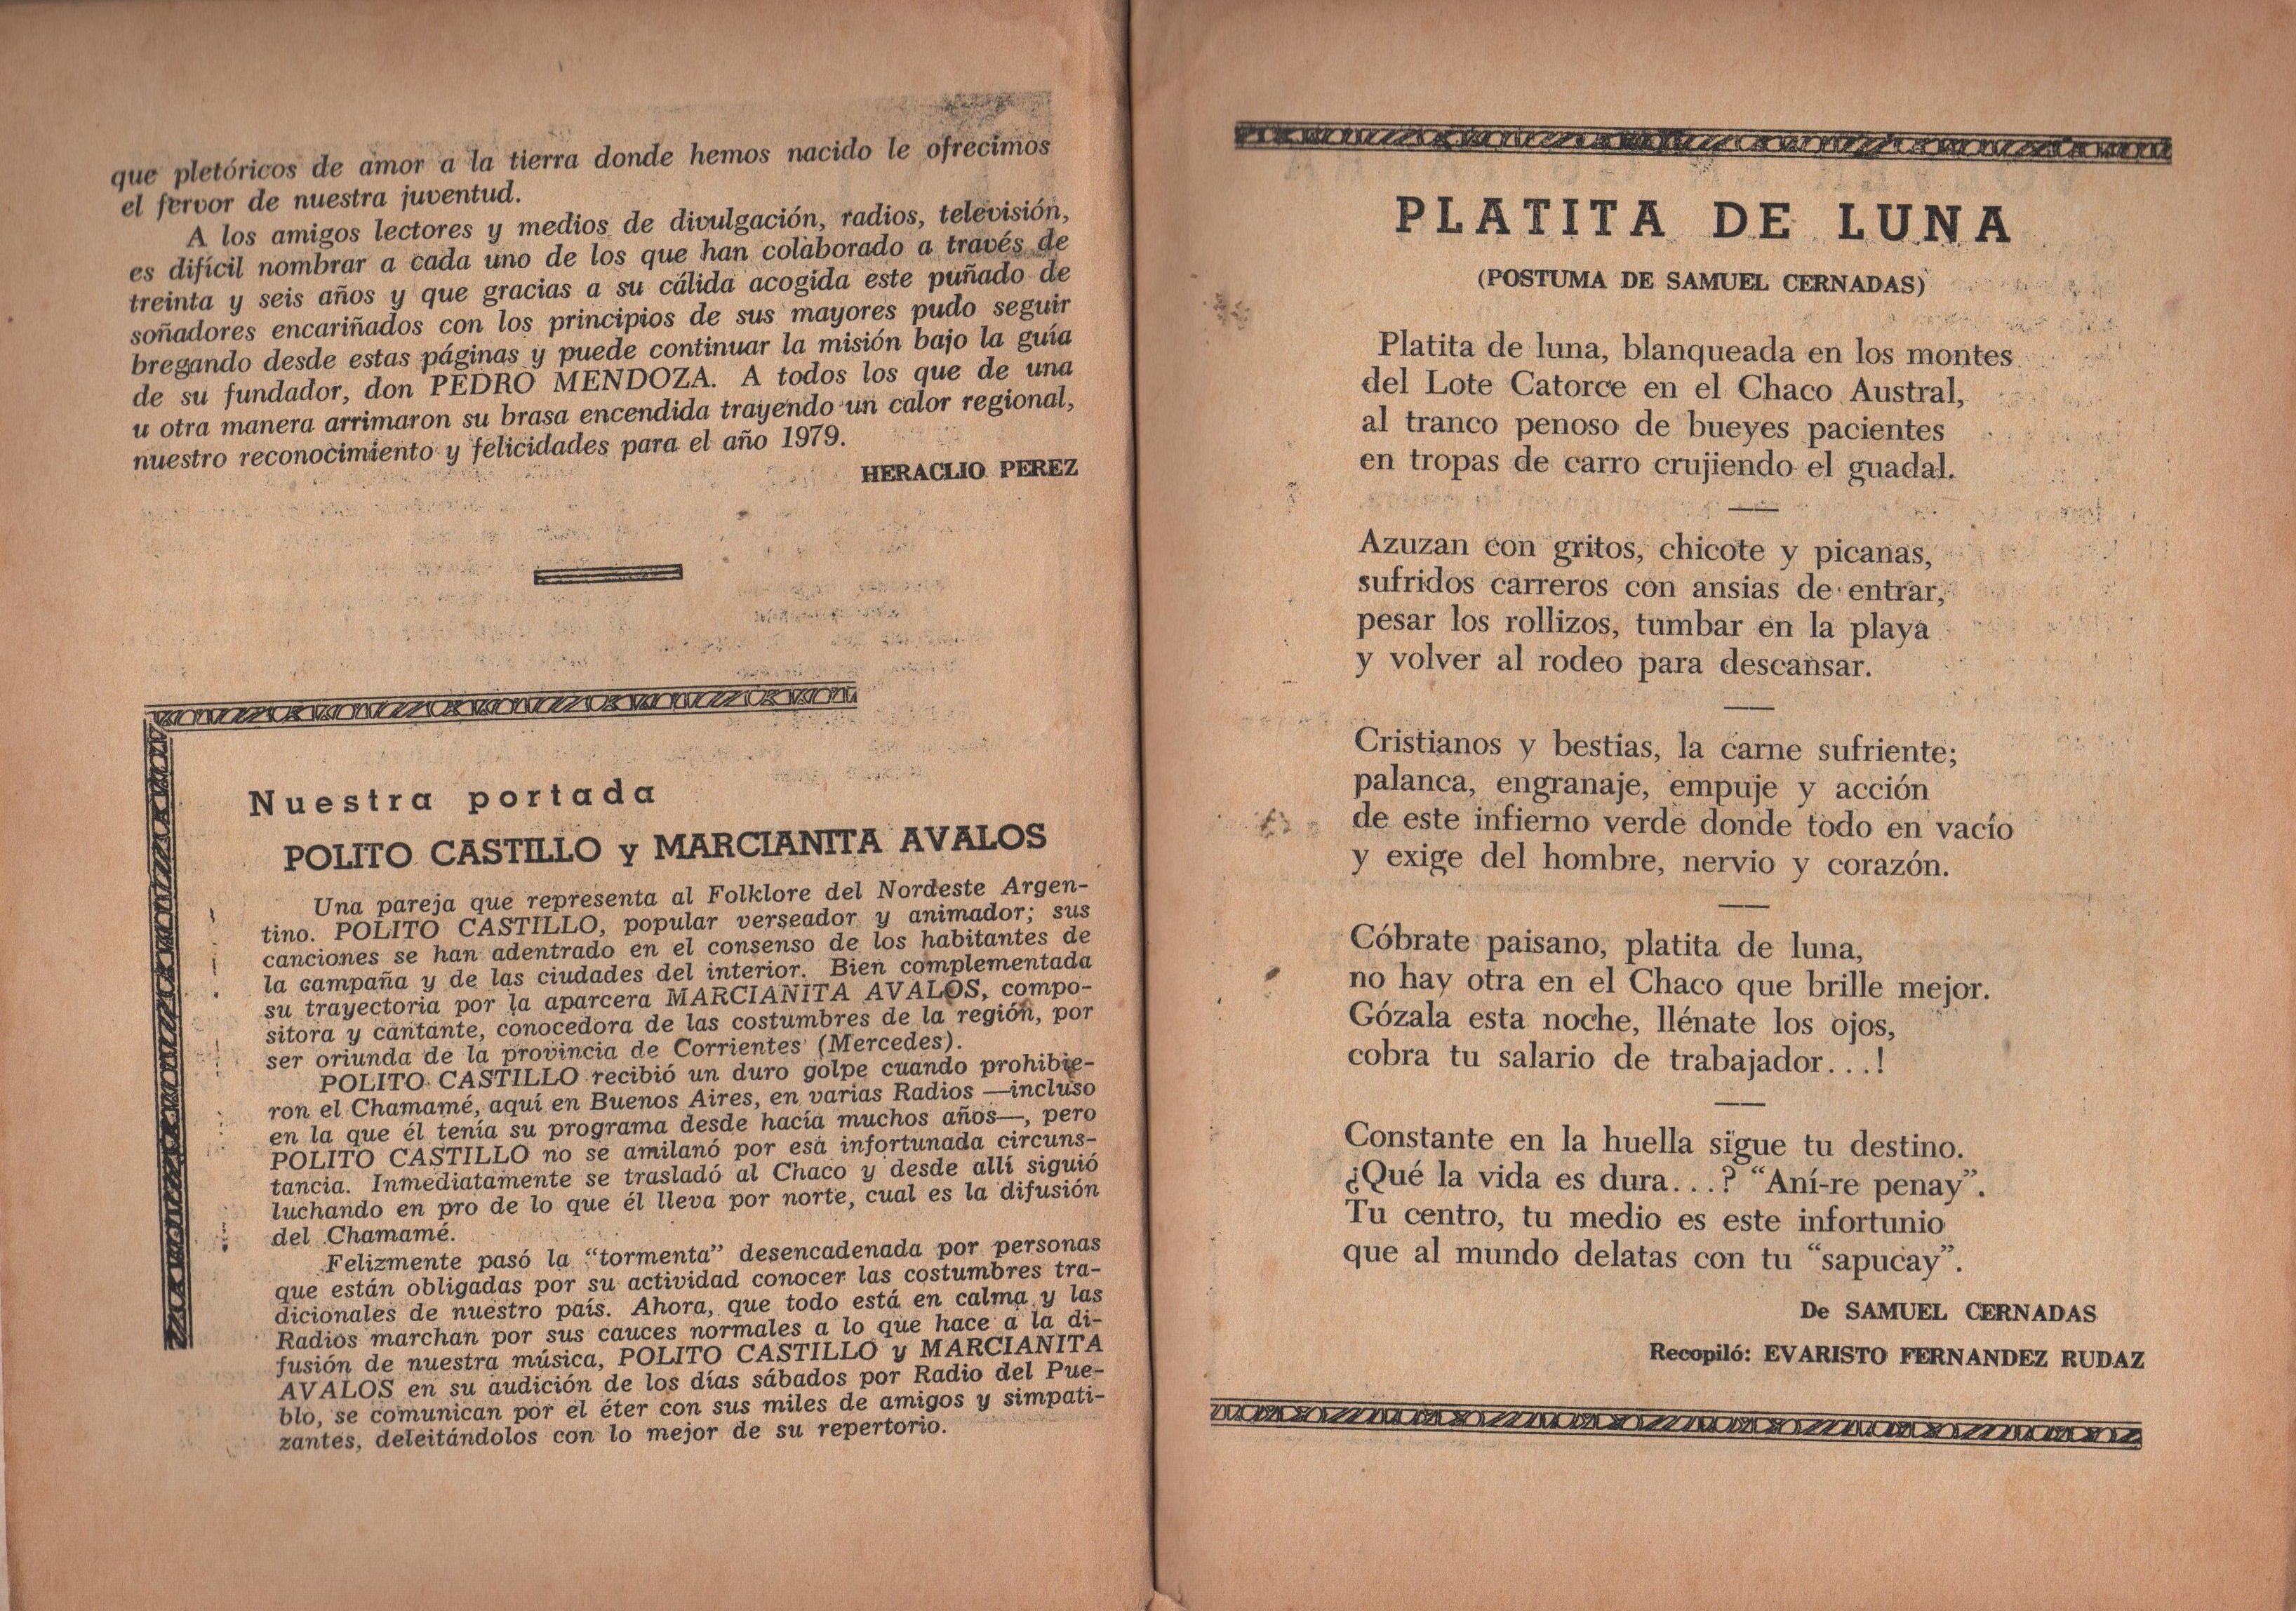 que pletóricos de amor a la tierra donde hemos nacido le ofrecimos
el fervor de nuestra juventud.
A los amigos lectores y medios de divulgación, radios, televisión,
es difícil nombrar a cada uno de los que han colaborado a través de
treinta y seis años y que gracias a su cálida acogida este puñado de
soñadores encariñados con los principios de sus mayores pudo seguir
bregando desde estas páginas y puede continuar la misión bajo la guía
de su fundador, don PEDRO MENDOZA. A todos los que de una
u otra manera arrimaron su brasa encendida trayendo un calor regional,
nuestro reconocimiento y felicidades para el año 1979.
HERACLIO PEREZ
Nuestra portada
POLITO CASTILLO y MARCIANITA AVALOS
Una pareja que representa al Folklore del Nordeste Argen-
tino. POLITO CASTILLO, popular verseador y animador; sus
canciones se han adentrado en el consenso de los habitantes de
la campaña y de las ciudades del interior. Bien complementada
su trayectoria por la aparcera MARCIANITA AVALOS, compo-
sitora y cantante, conocedora de las costumbres de la región, por
ser oriunda de la provincia de Corrientes (Mercedes).
POLITO CASTILLO recibió un duro golpe cuando prohibie-
ron el Chamamé, aquí en Buenos Aires, en varias Radios —incluso
en la que él tenía su programa desde hacía muchos años—, pero
POLITO CASTILLO no se amilanó por esa infortunada circuns-
tancia. Inmediatamente se trasladó al Chaco y desde allí siguió
luchando en pro de lo que él lleva por norte, cual es la difusión
del Chamamé.
Felizmente pasó la “tormenta” desencadenada por personas
que están obligadas por su actividad conocer las costumbres tra-
dicionales de nuestro país. Ahora, que todo está en calma y las
Radios marchan por sus cauces normales a lo que hace a la di-
fusión de nuestra música, POLITO CASTILLO y MARCIANITA
AVALOS en su audición de los días sábados por Radio del Pue-
blo, se comunican por el éter con sus miles de amigos y simpati-
zantes, deleitándolos con lo mejor de su repertorio.
PLATITA DE LUNA
(POSTUMA DE SAMUEL CERNADAS)
Platita de luna, blanqueada en los montes
del Lote Catorce en el Chaco Austral,
al tranco penoso de bueyes pacientes
en tropas de carro crujiendo el guadal.
Azuzan con gritos, chicote y picanas,
sufridos carreros con ansias de entrar,
pesar los rollizos, tumbar en la playa
y volver al rodeo para descansar.
Cristianos y bestias, la carne sufriente;
palanca, engranaje, empuje y acción
de este infierno verde donde todo en vacío
y exige del hombre, nervio y corazón.
Cóbrate paisano, platita de luna,
no hay otra en el Chaco que brille mejor.
Gózala esta noche, llénate los ojos,
cobra tu salario de trabajador...!
Constante en la huella sigue tu destino.
¿Qué la vida es dura...? “Aní-re penay”.
Tu centro, tu medio es este infortunio
que al mundo delatas con tu “sapucay”.
De SAMUEL CERNADAS
Recopiló: EVARISTO FERNANDEZ RUDAZ